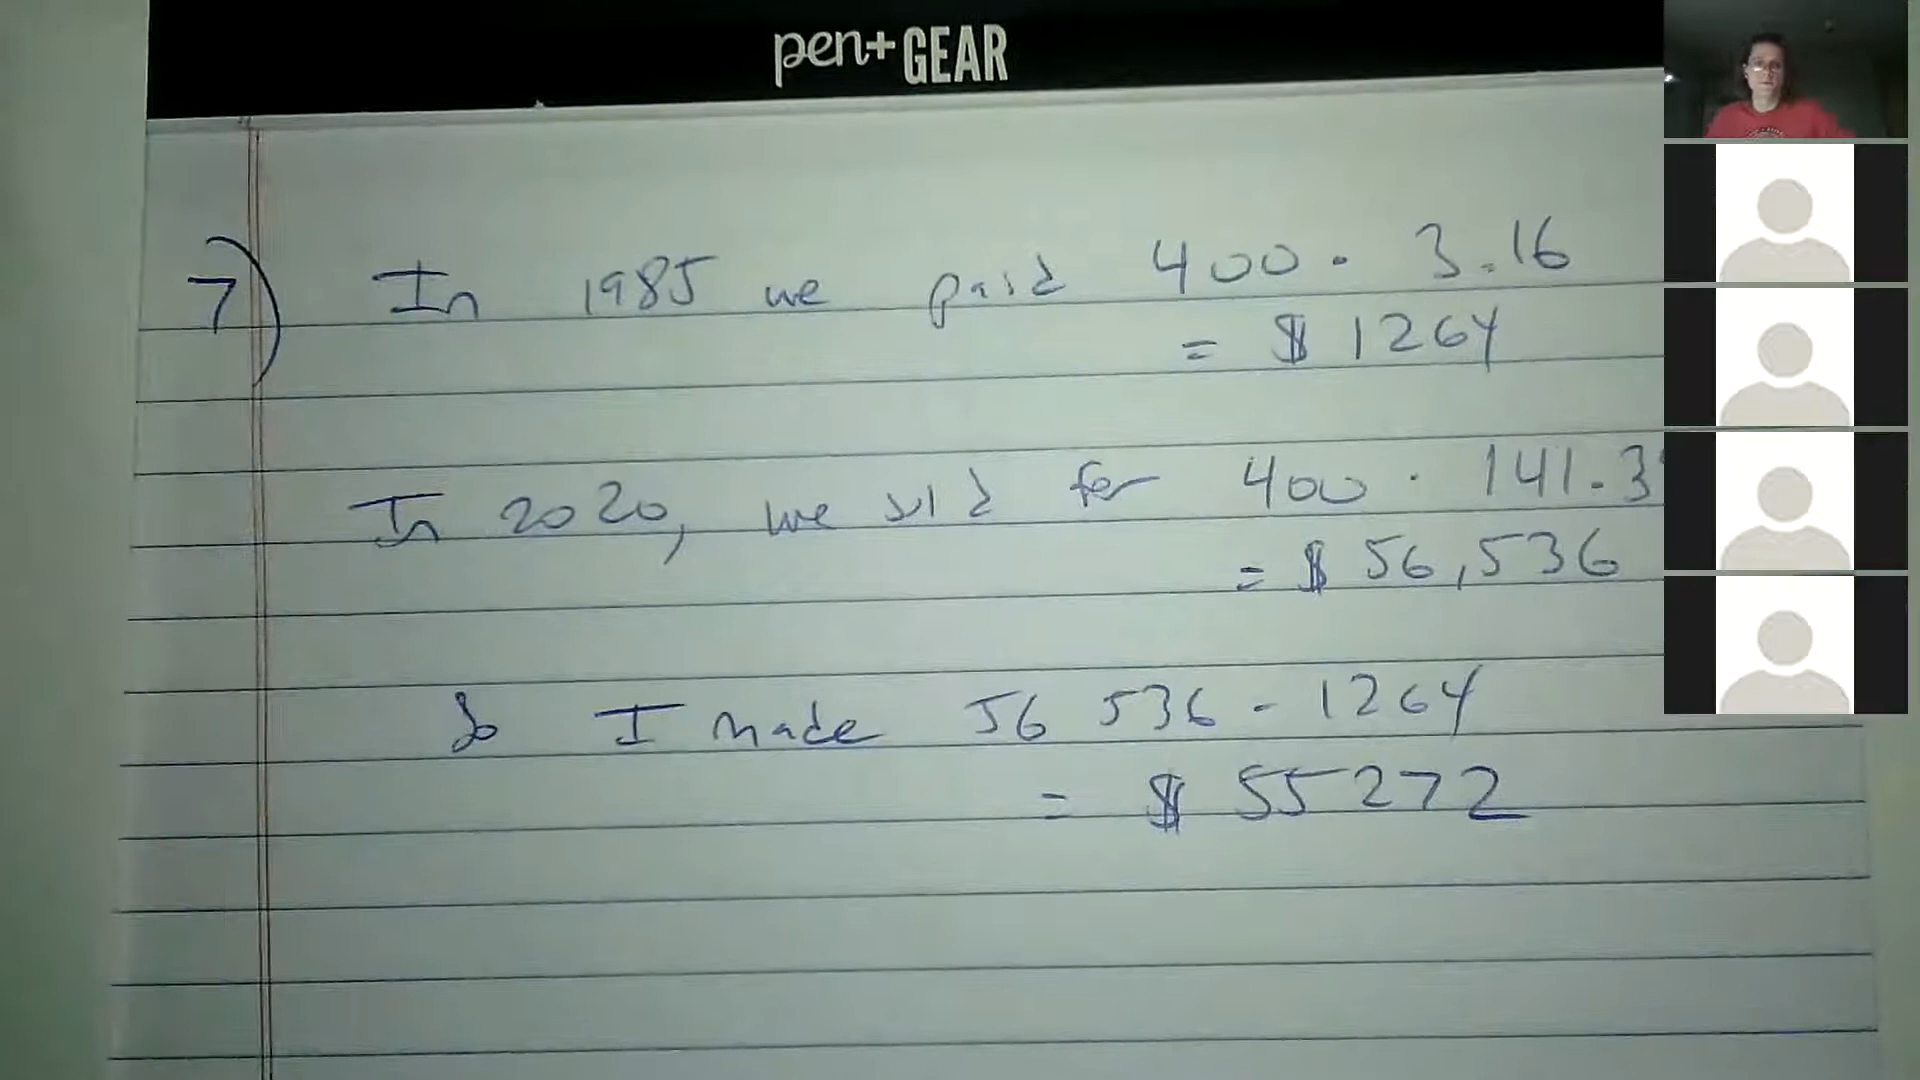 pen+GEAR
7) In 1985 we paid 400 · 3.16
= $ 1264
In 2020, we sold for 400 · 141.3
= $ 56,536
So I made 56 536 - 1264
= $ 55272